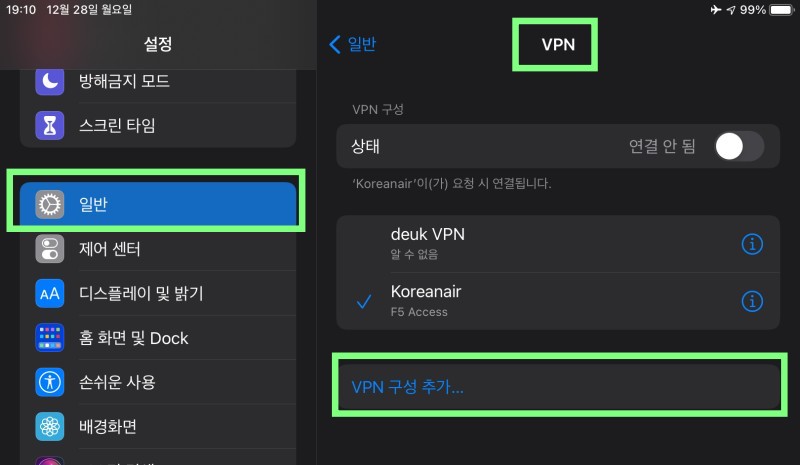 19:10 12월 28일 월요일
99%
설정
방해금지 모드
스크린 타임
일반
제어 센터
AA
디스플레이 및 밝기
홈 화면 및 Dock
손쉬운 사용
배경화면
일반
VPN
VPN 구성
상태
연결 안 됨
‘Koreanair’이(가) 요청 시 연결됩니다.
deuk VPN
알 수 없음
Koreanair
F5 Access
VPN 구성 추가...